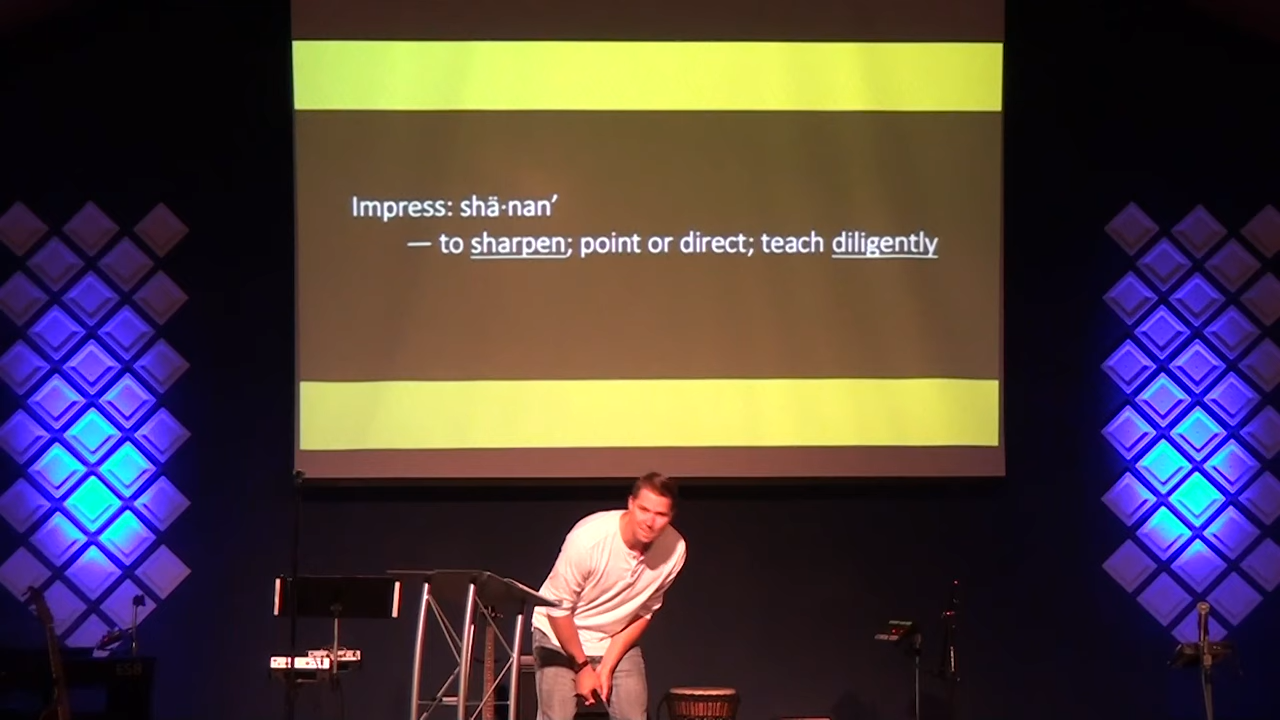 Impress: shä·nan′
— to sharpen; point or direct; teach diligently